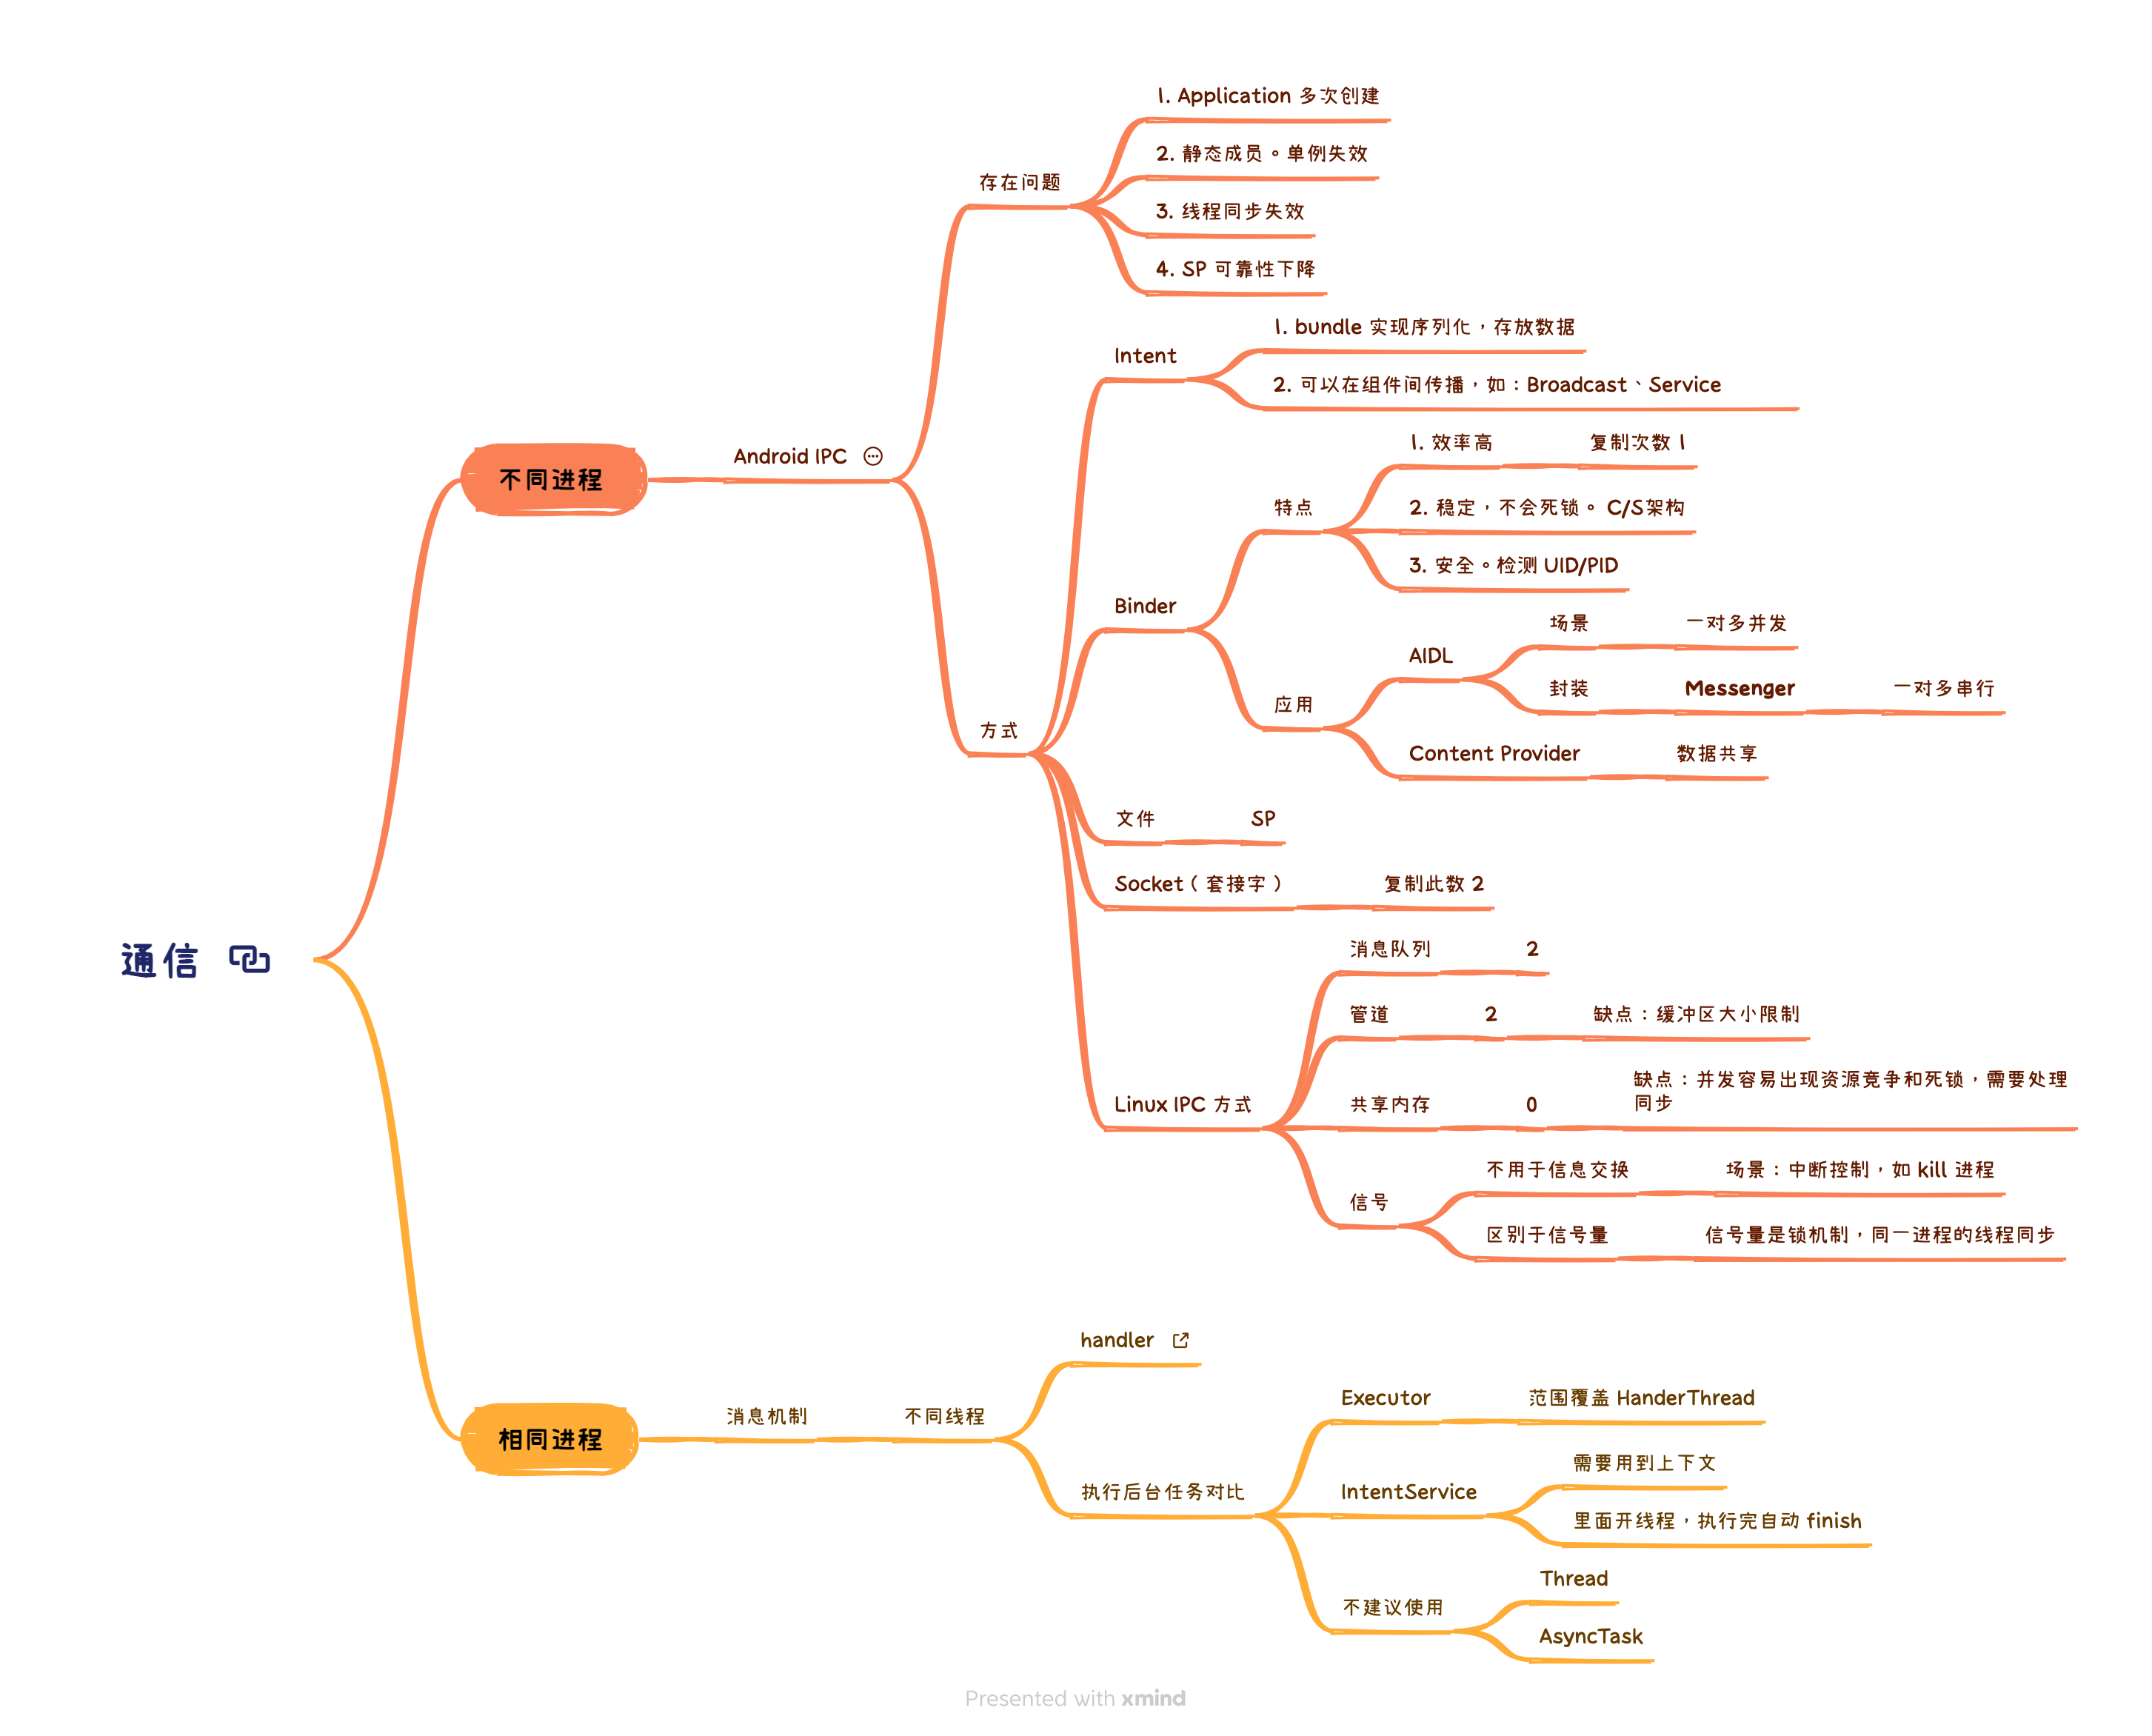 通信
不同进程
Android IPC
存在问题
1. Application 多次创建
2. 静态成员。单例失效
3. 线程同步失效
4. SP 可靠性下降
方式
Intent
1. bundle 实现序列化，存放数据
2. 可以在组件间传播，如：Broadcast、Service
Binder
特点
1. 效率高
复制次数 1
2. 稳定，不会死锁。 C/S架构
3. 安全。检测 UID/PID
应用
AIDL
场景
一对多并发
封装
Messenger
一对多串行
Content Provider
数据共享
文件
SP
Socket（ 套接字 ）
复制此数 2
Linux IPC 方式
消息队列
2
管道
2
缺点：缓冲区大小限制
共享内存
0
缺点：并发容易出现资源竞争和死锁，需要处理
同步
信号
不用于信息交换
场景：中断控制，如 kill 进程
区别于信号量
信号量是锁机制，同一进程的线程同步
相同进程
消息机制
不同线程
handler
执行后台任务对比
Executor
范围覆盖 HanderThread
IntentService
需要用到上下文
里面开线程，执行完自动 finish
不建议使用
Thread
AsyncTask
Presented with xmind